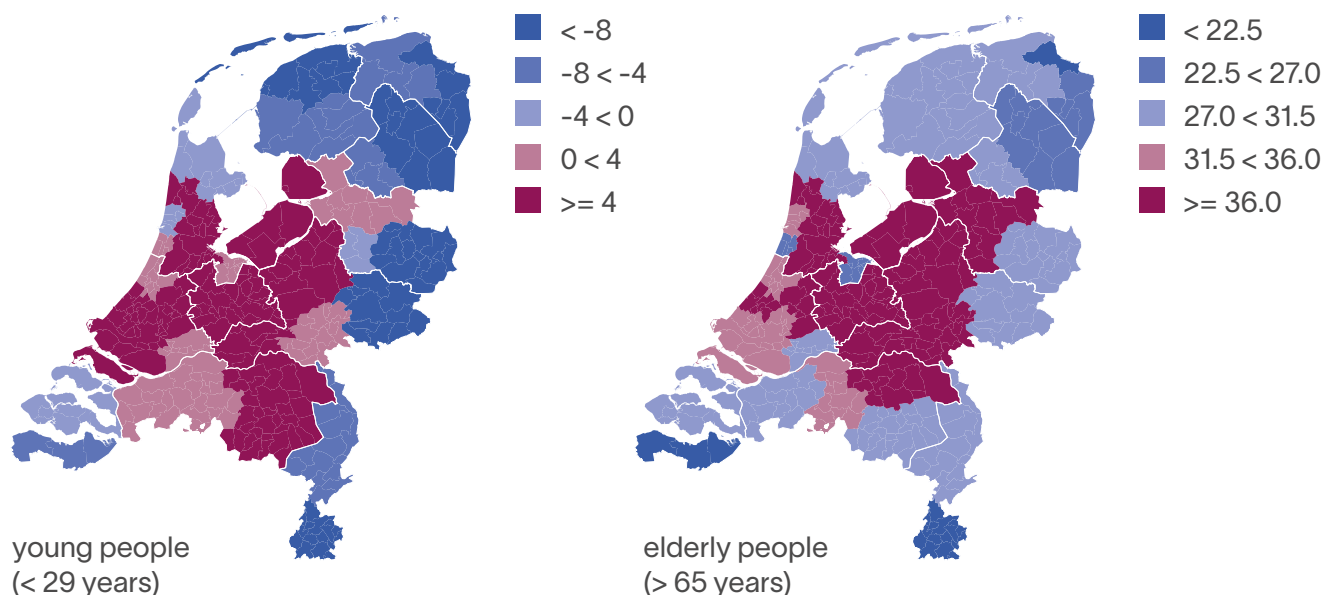 < -8
-8 < -4
-4 < 0
0 < 4
>= 4
young people
(< 29 years)
< 22.5
22.5 < 27.0
27.0 < 31.5
31.5 < 36.0
>= 36.0
elderly people
(> 65 years)